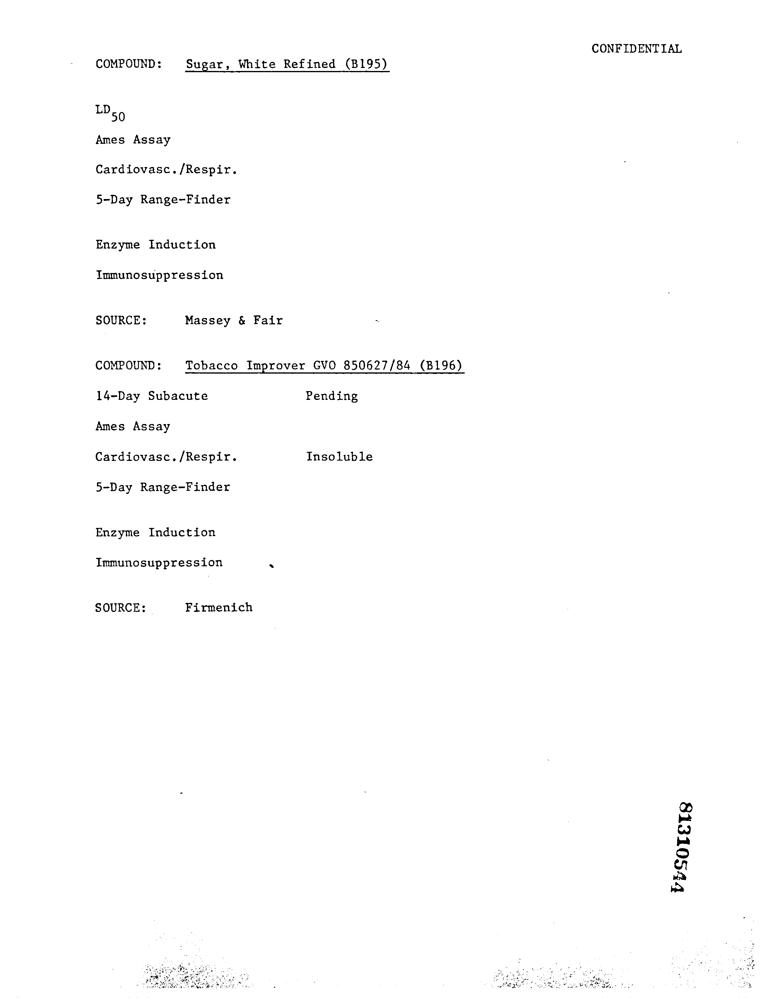 CONFIDENTIAL
COMPOUND: Sugar, White Refined (B195)
LD50
Ames Assay
Cardiovasc./Respir.
5-Day Range-Finder
Enzyme Induction
Immunosuppression
SOURCE: Massey & Fair
COMPOUND: Tobacco Improver GVO 850627/84 (B196)
14-Day Subacute Pending
Ames Assay
Cardiovasc./Respir. Insoluble
5-Day Range-Finder
Enzyme Induction
Immunosuppression
SOURCE: Firmenich
81310544